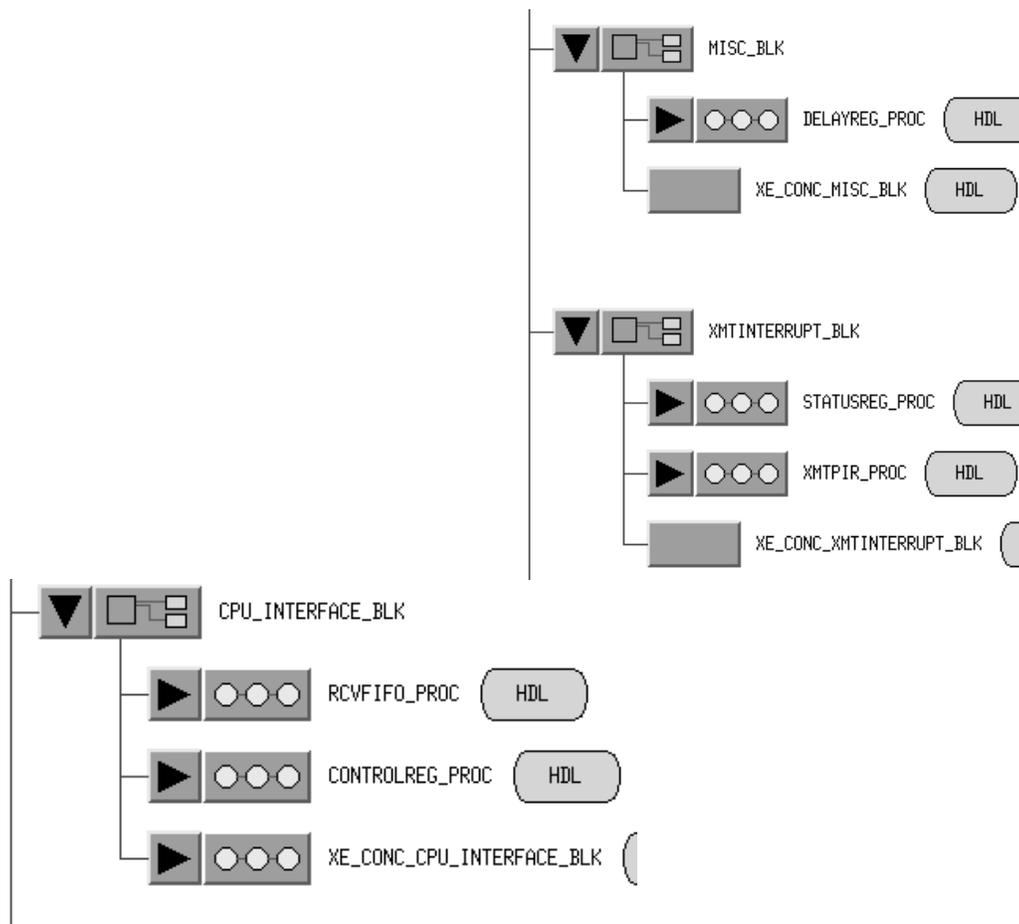 MISC_BLK
DELAYREG_PROC HDL
XE_CONC_MISC_BLK HDL
XMTINTERRUPT_BLK
STATUSREG_PROC HDL
XMTPIR_PROC HDL
XE_CONC_XMTINTERRUPT_BLK
CPU_INTERFACE_BLK
RCVFIFO_PROC HDL
CONTROLREG_PROC HDL
XE_CONC_CPU_INTERFACE_BLK